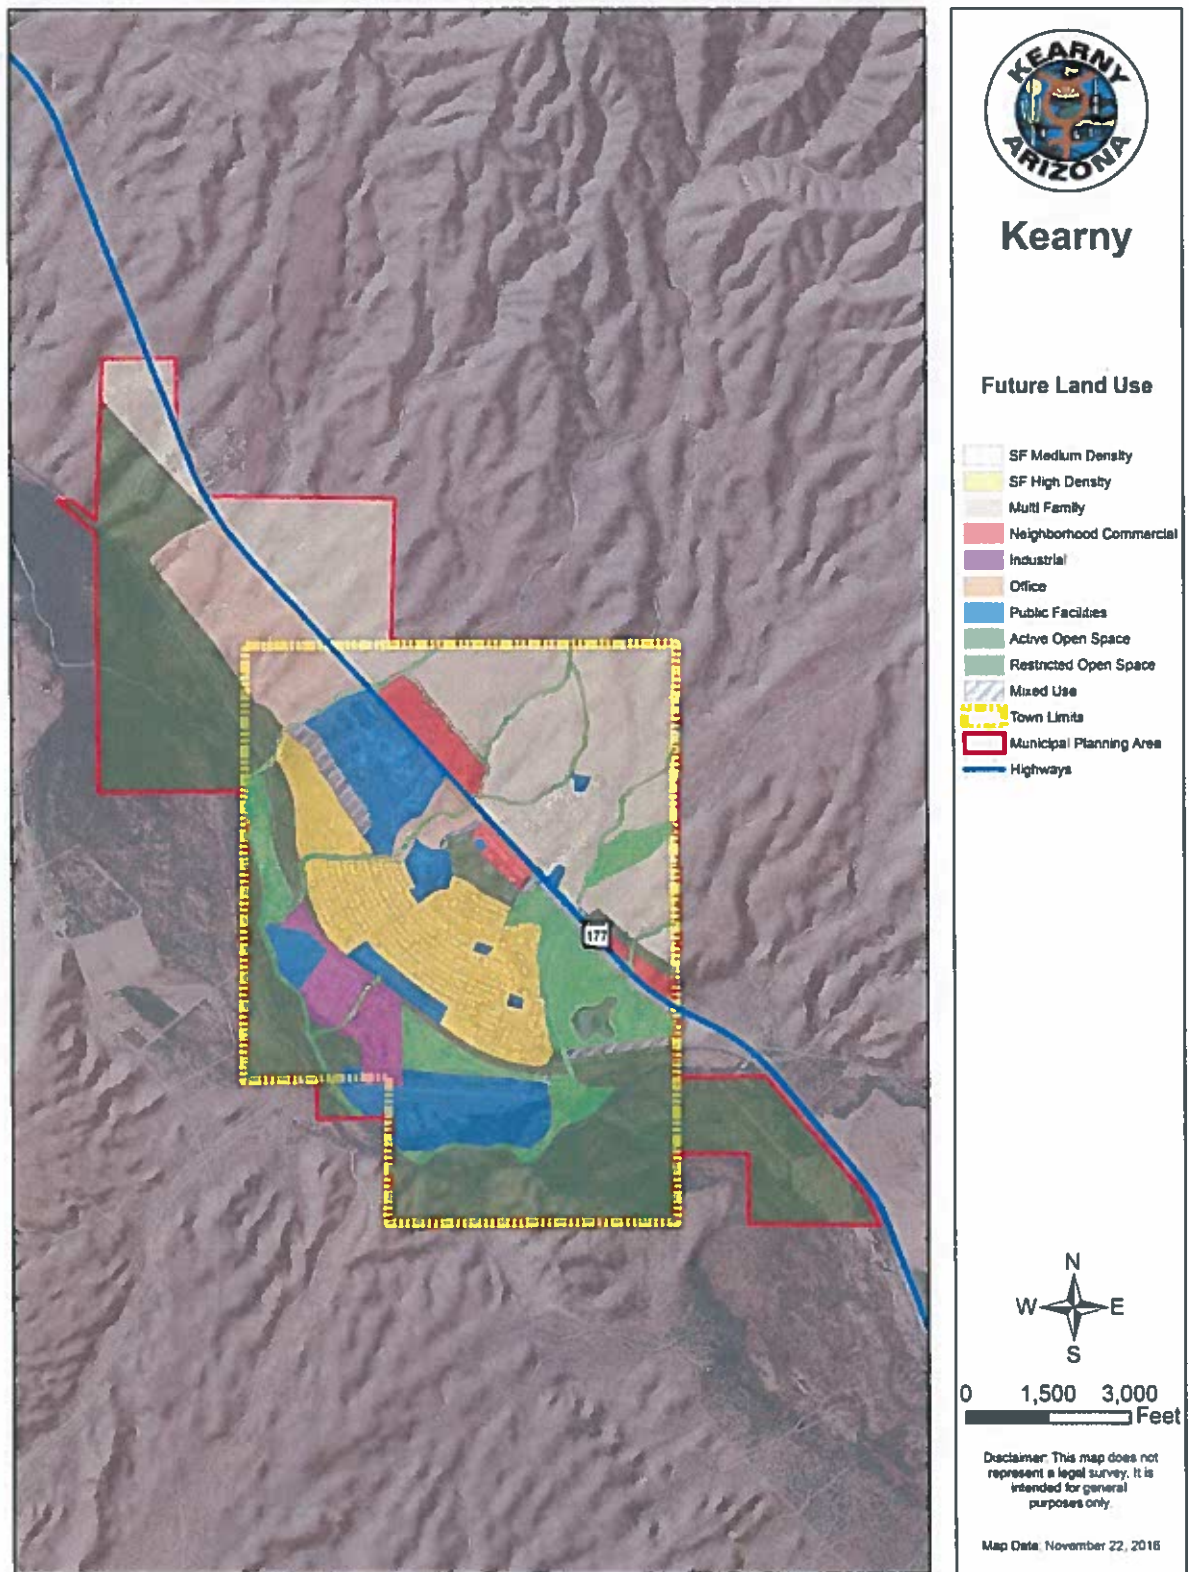 KEARNY
ARIZONA
Kearny
Future Land Use
SF Medium Density
SF High Density
Multi Family
Neighborhood Commercial
Industrial
Office
Public Facilities
Active Open Space
Restricted Open Space
Mixed Use
Town Limits
Municipal Planning Area
Highways
177
N
W E
S
0 1,500 3,000
Feet
Disclaimer: This map does not
represent a legal survey. It is
intended for general
purposes only.
Map Date: November 22, 2016